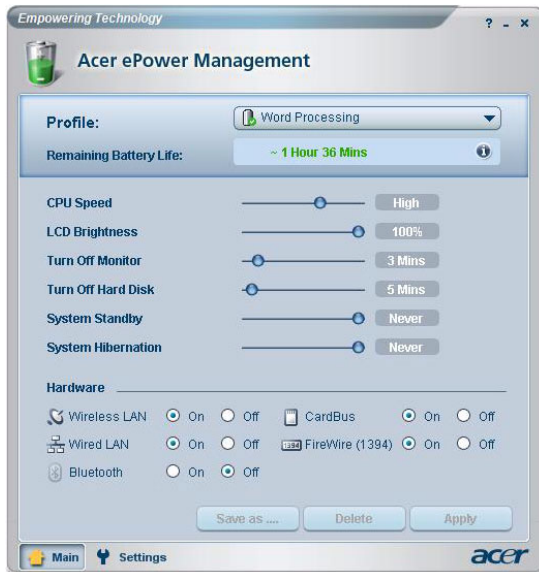 Empowering Technology
Acer ePower Management
Profile: Word Processing
Remaining Battery Life: ~ 1 Hour 36 Mins
CPU Speed High
LCD Brightness 100%
Turn Off Monitor 3 Mins
Turn Off Hard Disk 5 Mins
System Standby Never
System Hibernation Never
Hardware
Wireless LAN On Off CardBus On Off
Wired LAN On Off 1394 FireWire (1394) On Off
Bluetooth On Off
Save as .... Delete Apply
Main Settings acer